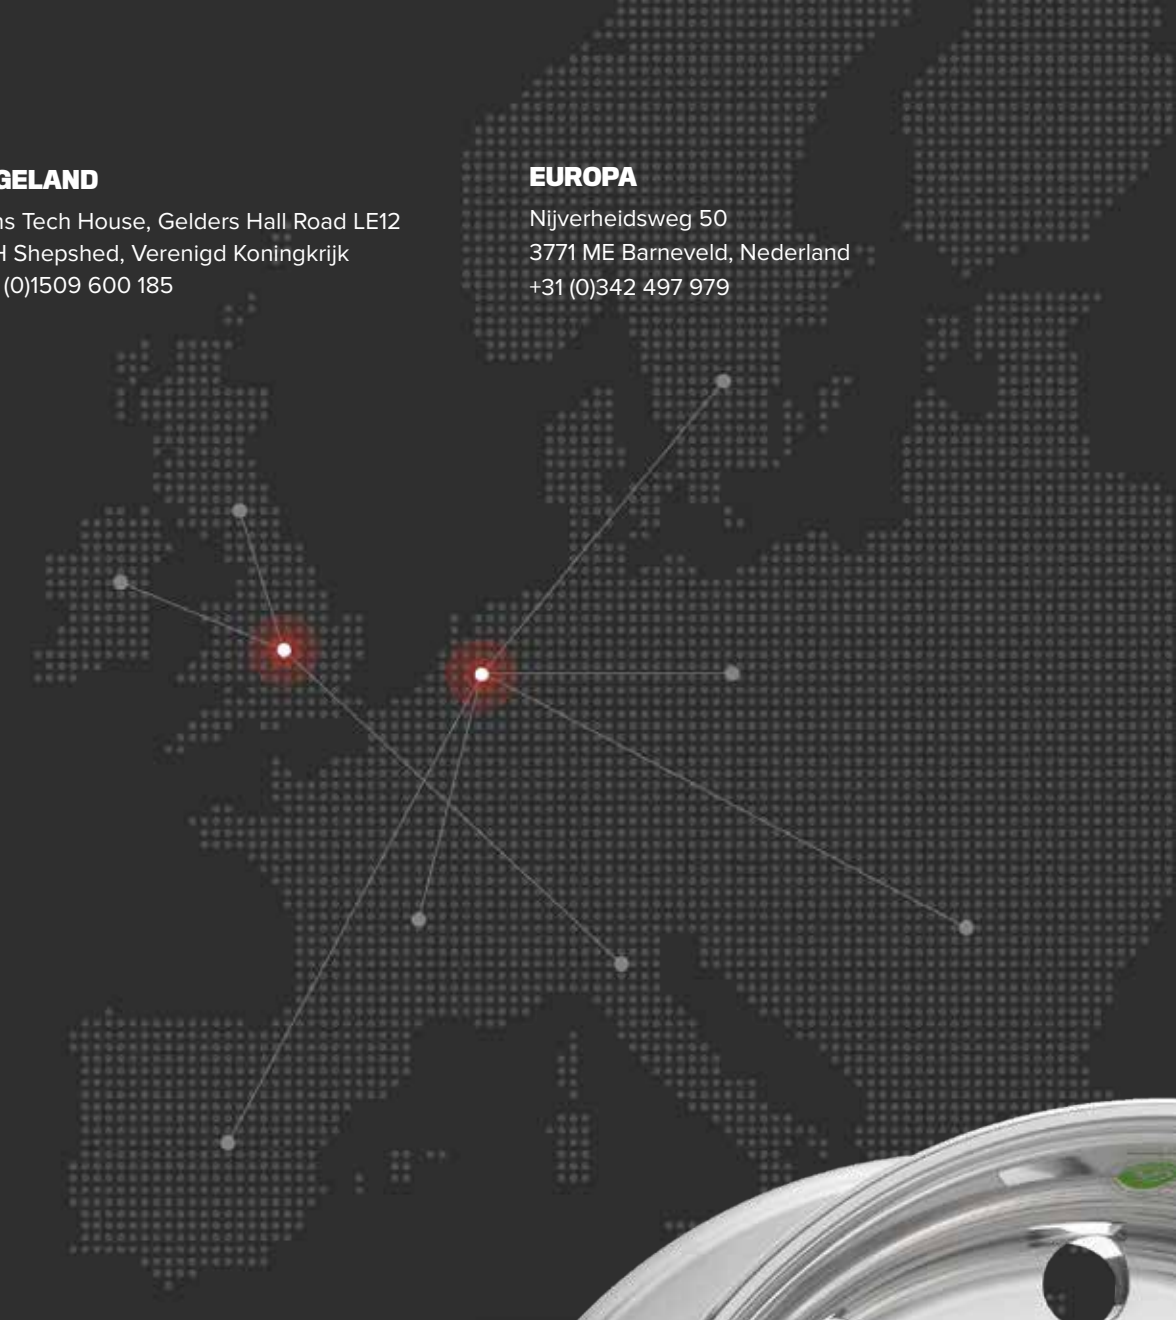 GELAND
ns Tech House, Gelders Hall Road LE12
H Shepshed, Verenigd Koningkrijk
(0)1509 600 185
EUROPA
Nijverheidsweg 50
3771 ME Barneveld, Nederland
+31 (0)342 497 979